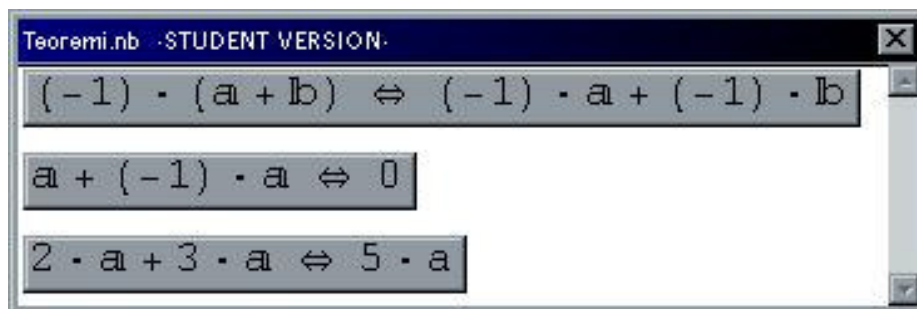 Teoremi.nb -STUDENT VERSION-
(-1) · (𝕒 + 𝕓) ⇔ (-1) · 𝕒 + (-1) · 𝕓
𝕒 + (-1) · 𝕒 ⇔ 0
2 · 𝕒 + 3 · 𝕒 ⇔ 5 · a